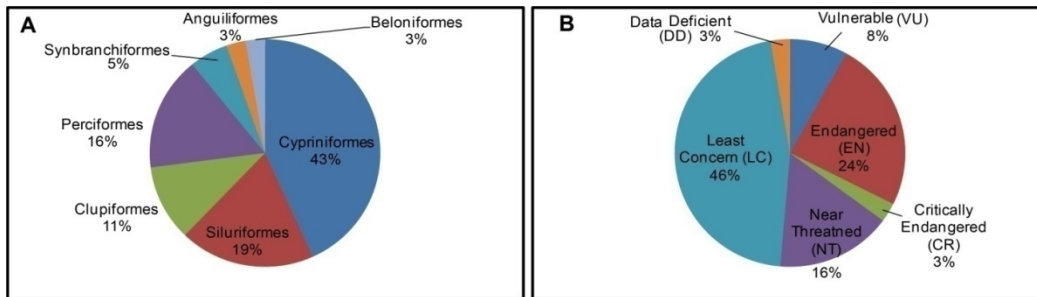 A
Anguiliformes
3%
Beloniformes
3%
Synbranchiformes
5%
Perciformes
16%
Clupiformes
11%
Siluriformes
19%
Cypriniformes
43%
B
Data Deficient
(DD) 3%
Vulnerable (VU)
8%
Endangered
(EN)
24%
Least
Concern (LC)
46%
Near
Threatned
(NT)
16%
Critically
Endangered
(CR)
3%